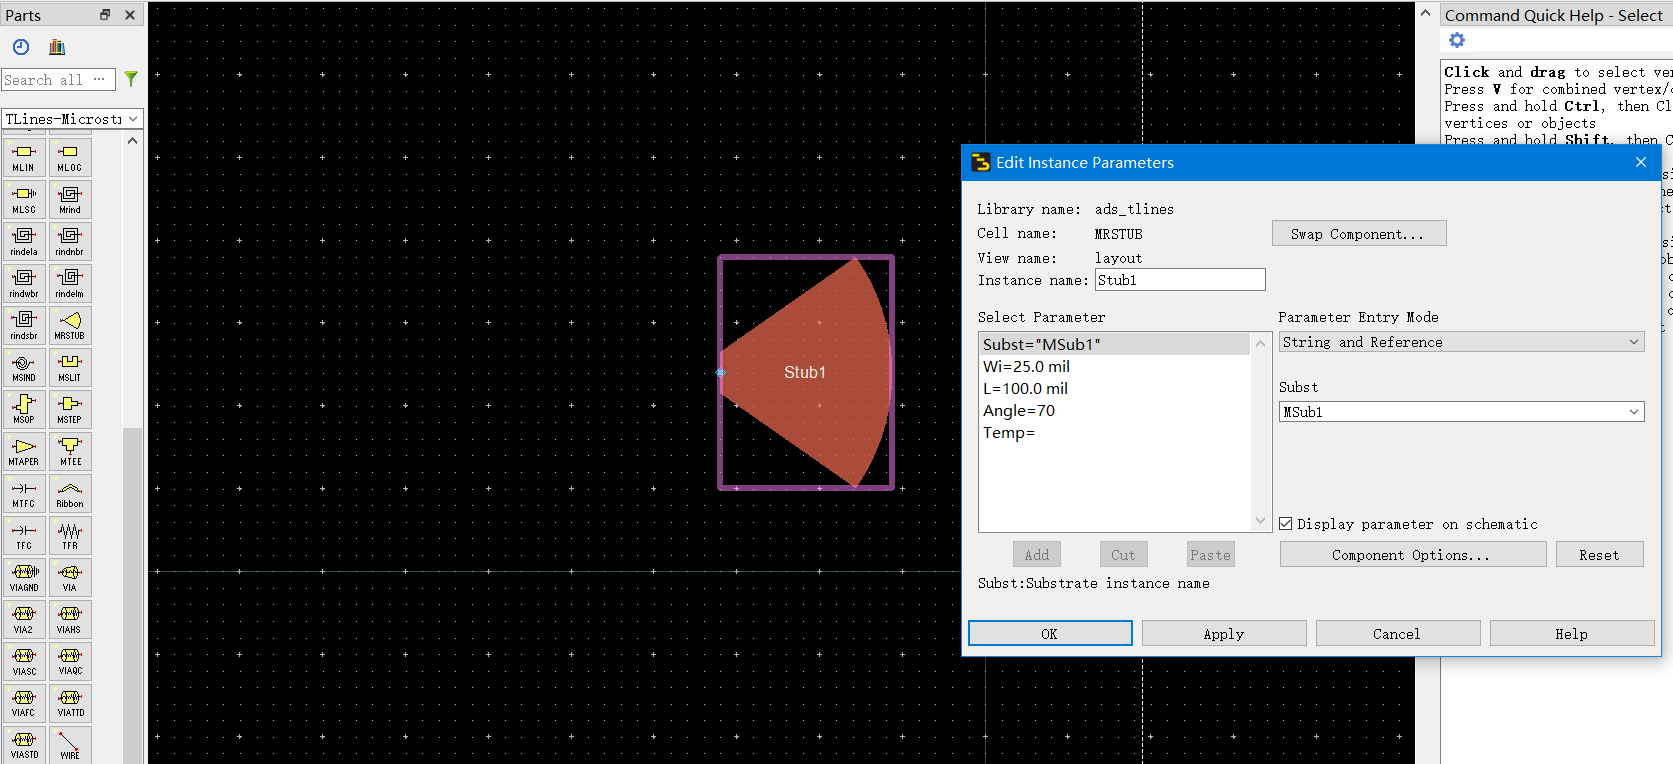 Parts
Search all ...
TLines-Microst
MLIN
MLOC
MLSC
Mrind
rindela
rindnbr
rindwbr
rindelm
rindsbr
MRSTUB
MSIND
MSLIT
MSOP
MSTEP
MTAPER
MTEE
MTFC
Ribbon
TFC
TFR
VIAGND
VIA
VIA2
VIAHS
VIASC
VIAQC
VIAFC
VIATTD
VIASTD
WIRE
Stub1
Command Quick Help - Select
Click and drag to select ve
Press V for combined vertex/
Press and hold Ctrl, then Cl
vertices or objects
Press and hold Shift, then C
Edit Instance Parameters
Library name: ads_tlines
Cell name: MRSTUB
Swap Component...
View name: layout
Instance name: Stub1
Select Parameter
Subst="MSub1"
Wi=25.0 mil
L=100.0 mil
Angle=70
Temp=
Add
Cut
Paste
Subst:Substrate instance name
Parameter Entry Mode
String and Reference
Subst
MSub1
Display parameter on schematic
Component Options...
Reset
OK
Apply
Cancel
Help